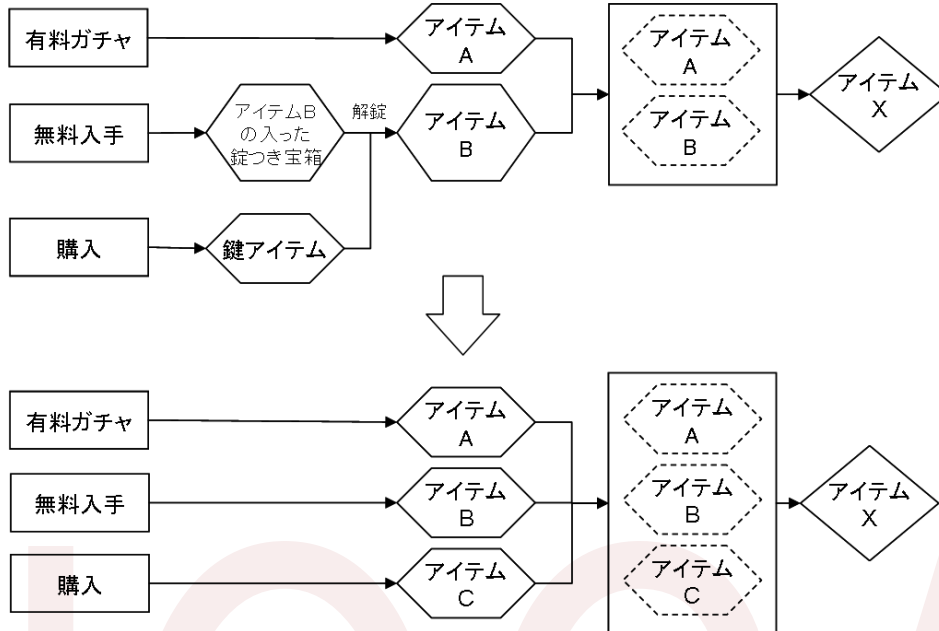 有料ガチャ
アイテム
A
アイテム
A
無料入手
アイテムB
の入った
錠つき宝箱
解錠
アイテム
B
アイテム
B
アイテム
X
購入
鍵アイテム
有料ガチャ
アイテム
A
アイテム
A
無料入手
アイテム
B
アイテム
B
アイテム
X
購入
アイテム
C
アイテム
C